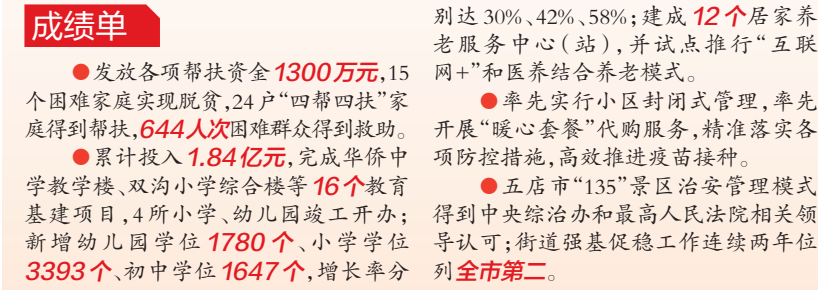 成绩单
●发放各项帮扶资金1300万元,15
个困难家庭实现脱贫,24户“四帮四扶”家
庭得到帮扶,644人次困难群众得到救助。
●累计投入1.84亿元,完成华侨中
学教学楼、双沟小学综合楼等16个教育
基建项目,4所小学、幼儿园竣工开办;
新增幼儿园学位1780个、小学学位
3393个、初中学位1647个,增长率分
别达30%、42%、58%;建成12个居家养
老服务中心(站),并试点推行“互联
网+”和医养结合养老模式。
●率先实行小区封闭式管理,率先
开展“暖心套餐”代购服务,精准落实各
项防控措施,高效推进疫苗接种。
●五店市“135”景区治安管理模式
得到中央综治办和最高人民法院相关领
导认可;街道强基促稳工作连续两年位
列全市第二。